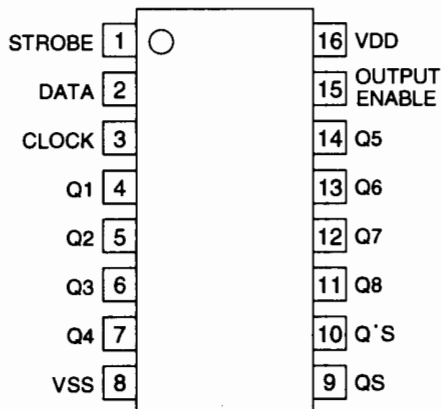 STROBE 1
DATA 2
CLOCK 3
Q1 4
Q2 5
Q3 6
Q4 7
VSS 8
16 VDD
15 OUTPUT
ENABLE
14 Q5
13 Q6
12 Q7
11 Q8
10 Q'S
9 QS